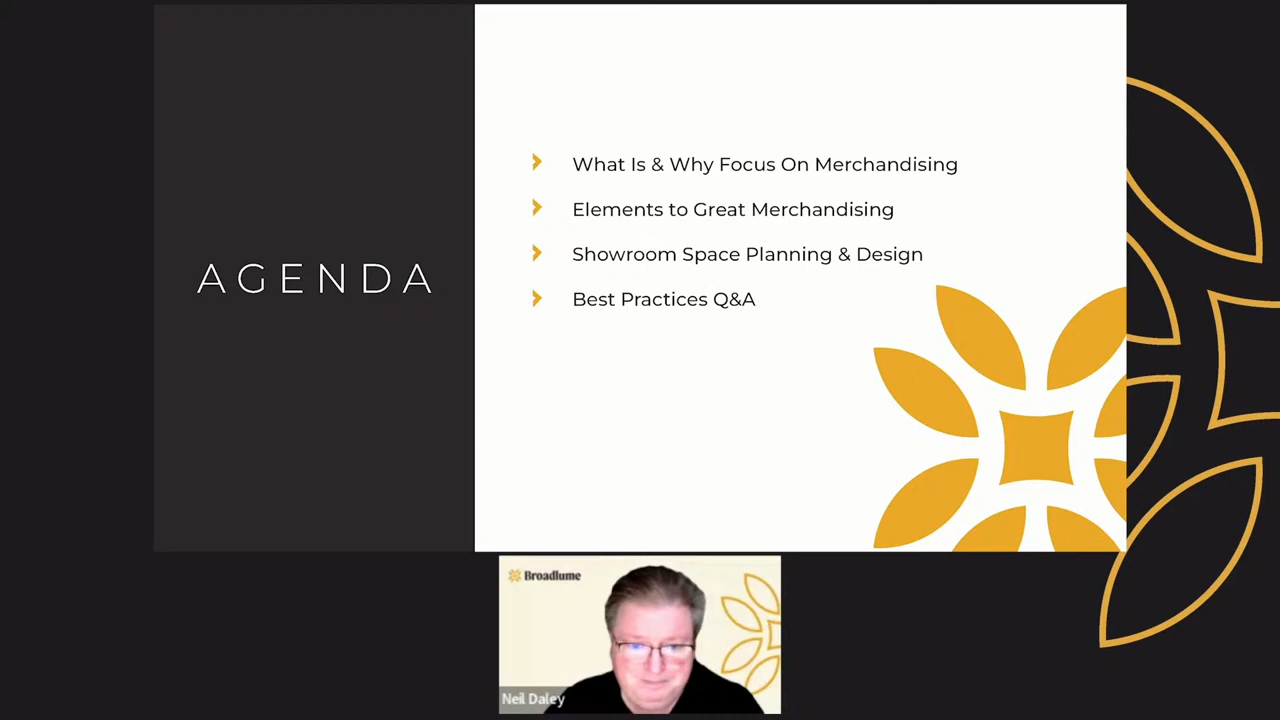 AGENDA
What Is & Why Focus On Merchandising
Elements to Great Merchandising
Showroom Space Planning & Design
Best Practices Q&A
Broadlume
Neil Daley